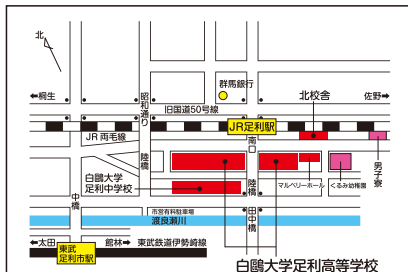 北
昭和通り
群馬銀行
←桐生
佐野→
旧国道50号線
北校舎
JR足利駅
JR両毛線
南口
陸橋
白鷗大学
足利中学校
陸橋
マルベリーホール
くるみ幼稚園
男子寮
中橋
市営有料駐車場
渡良瀬川
田中橋
←太田
館林→
東武鉄道伊勢崎線
東武
足利市駅
白鷗大学足利高等学校